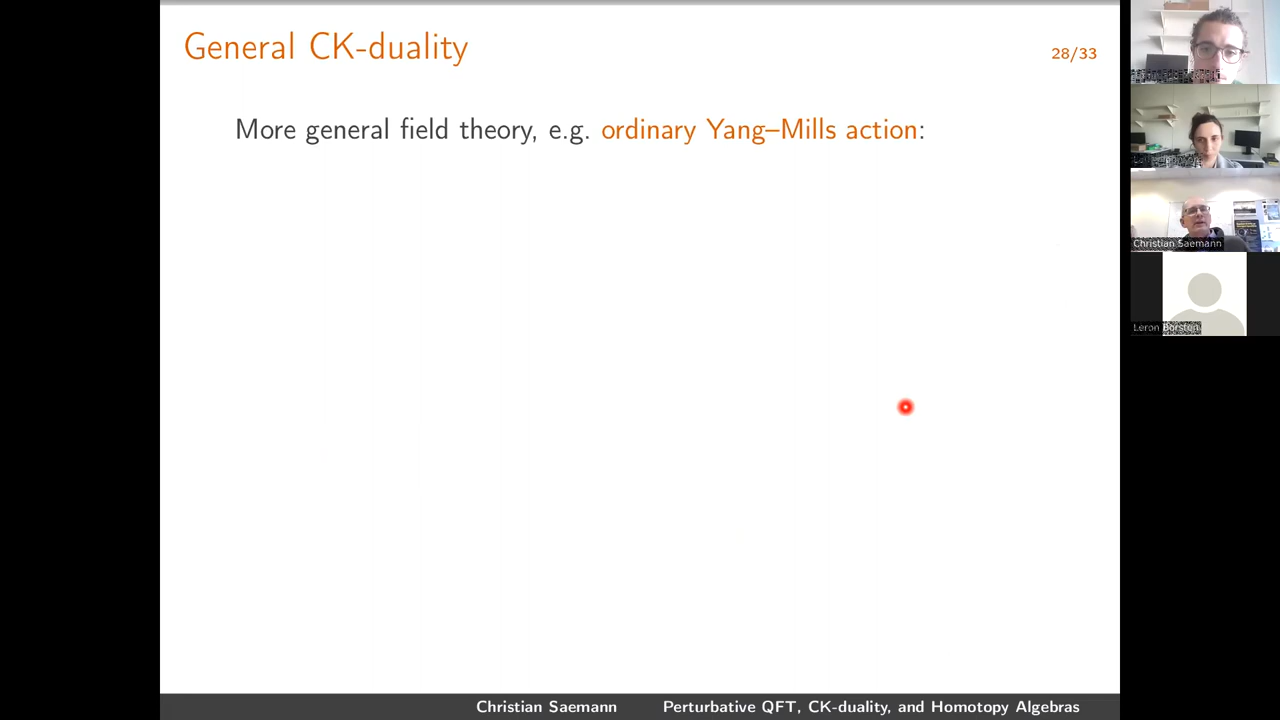 General CK-duality
28/33
More general field theory, e.g. ordinary Yang–Mills action:
Christian Saemann
Leron Borsten
Christian Saemann Perturbative QFT, CK-duality, and Homotopy Algebras